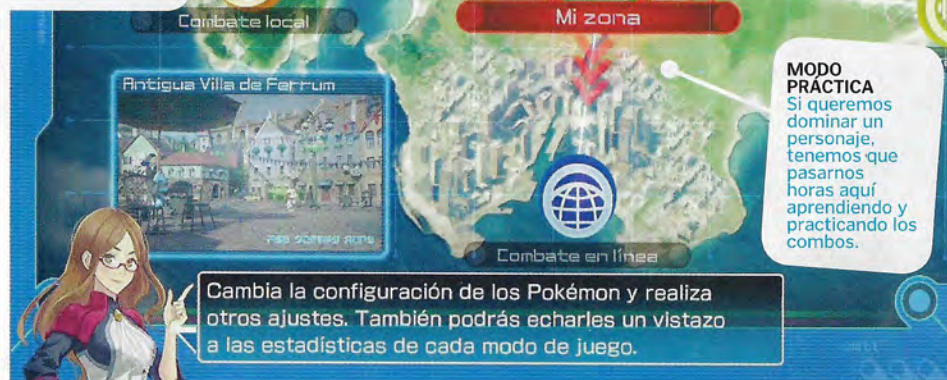 Combate local
Mi zona
Antigua Villa de Ferrum
MODO
PRÁCTICA
Si queremos
dominar un
personaje,
tenemos que
pasarnos
horas aquí
aprendiendo y
practicando los
combos.
Combate en línea
Cambia la configuración de los Pokémon y realiza
otros ajustes. También podrás echarles un vistazo
a las estadísticas de cada modo de juego.